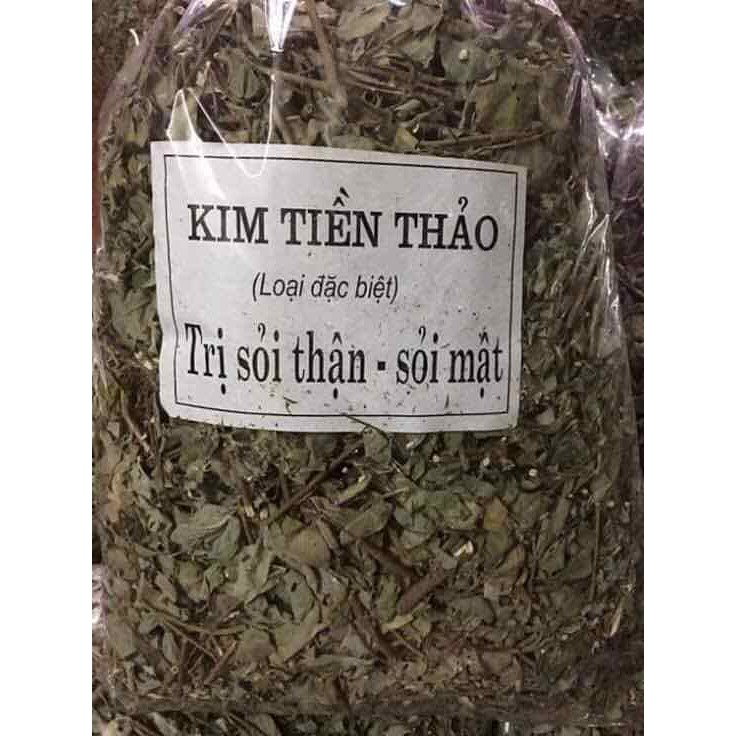 KIM TIỀN THẢO
(Loại đặc biệt)
Trị sỏi thận - sỏi mật